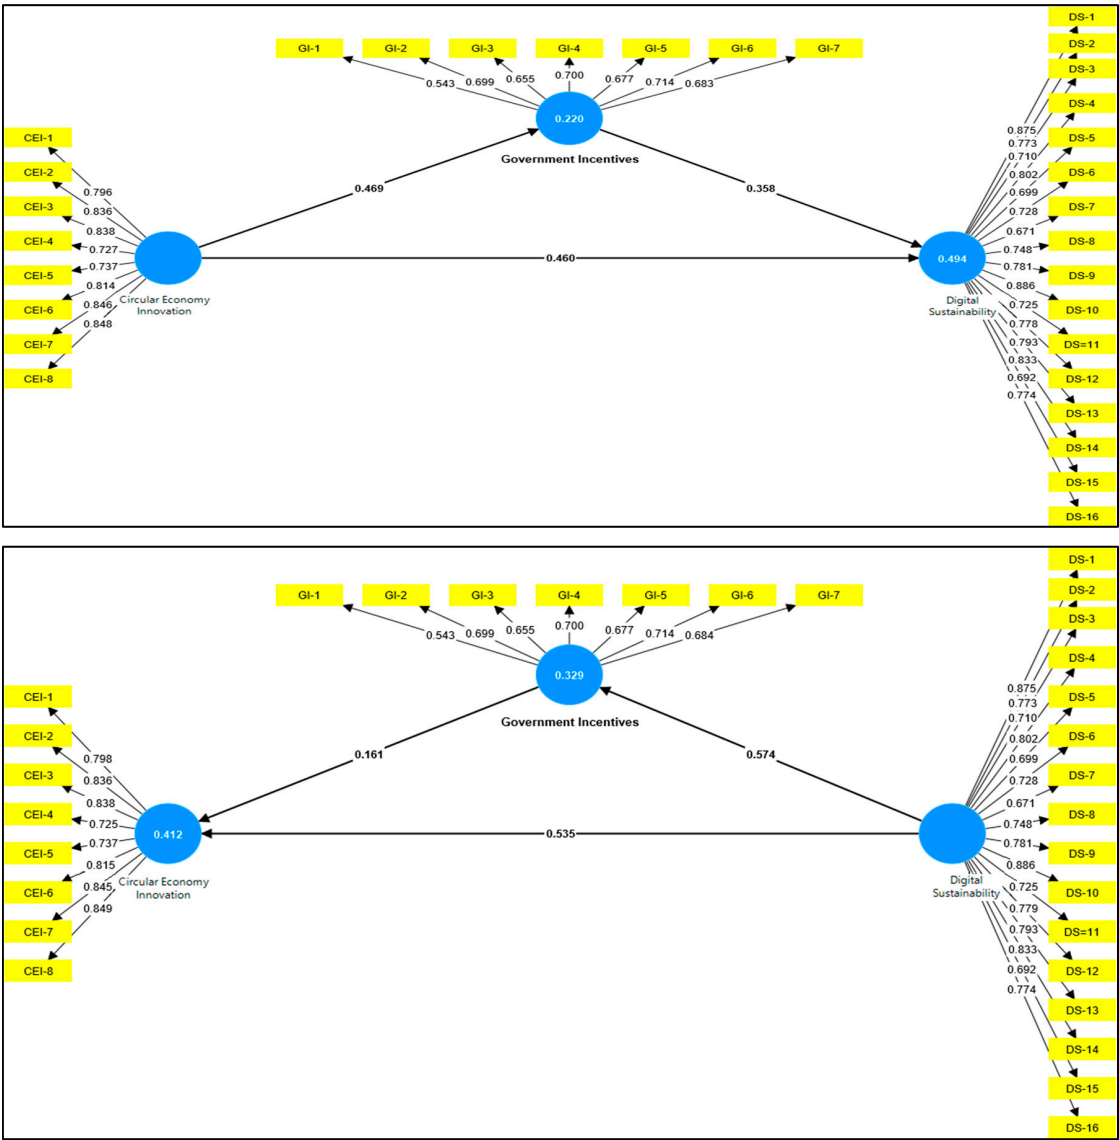 DS-1
GI-1 GI-2 GI-3 GI-4 GI-5 GI-6 GI-7
DS-2
DS-3
0.543 0.699 0.655 0.700 0.677 0.714 0.683
DS-4
0.220
CEI-1
0.875
0.773
DS-5
Government Incentives
0.710
CEI-2
0.802
DS-6
0.796
0.469
0.358
0.699
CEI-3
0.836
0.728
DS-7
0.838
0.671
CEI-4
0.727
0.748
DS-8
0.460
0.494
CEI-5
0.737
0.781
DS-9
0.814
0.886
CEI-6
Circular Economy
Innovation
Digital
Sustainability
0.846
0.725
DS-10
0.848
0.778
CEI-7
0.793
DS=11
0.833
CEI-8
0.692
DS-12
0.774
DS-13
DS-14
DS-15
DS-16
DS-1
GI-1 GI-2 GI-3 GI-4 GI-5 GI-6 GI-7
DS-2
DS-3
0.543 0.699 0.655 0.700 0.677 0.714 0.684
DS-4
0.329
0.875
CEI-1
0.773
DS-5
Government Incentives
0.710
CEI-2
0.802
DS-6
0.798
0.161
0.574
0.699
CEI-3
0.836
0.728
DS-7
0.838
0.671
CEI-4
0.725
0.748
DS-8
0.412
0.535
CEI-5
0.737
0.781
DS-9
0.815
0.886
CEI-6
Circular Economy
Innovation
Digital
Sustainability
0.845
0.725
DS-10
0.849
0.779
CEI-7
0.793
DS=11
0.833
CEI-8
0.692
DS-12
0.774
DS-13
DS-14
DS-15
DS-16